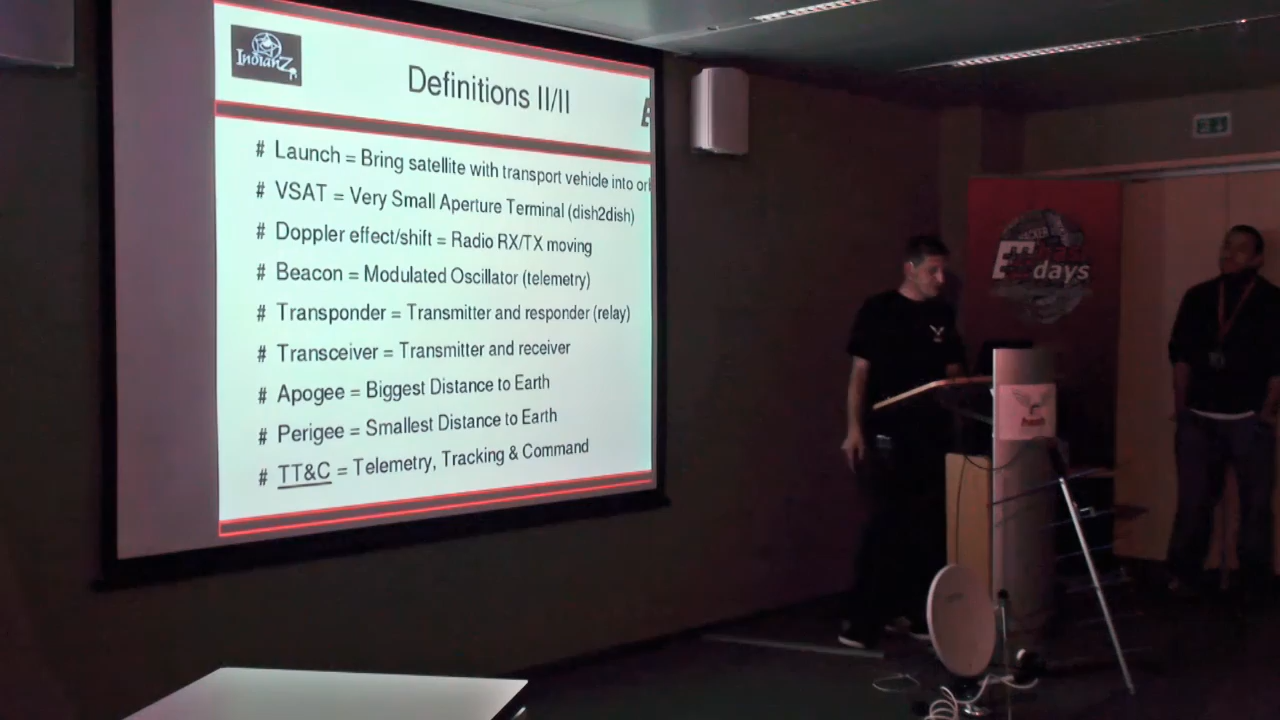 IndianZ
Definitions II/II
# Launch = Bring satellite with transport vehicle into
# VSAT = Very Small Aperture Terminal (dish2dish)
# Doppler effect/shift = Radio RX/TX moving
# Beacon = Modulated Oscillator (telemetry)
# Transponder = Transmitter and responder (relay)
# Transceiver = Transmitter and receiver
# Apogee = Biggest Distance to Earth
# Perigee = Smallest Distance to Earth
# TT&C = Telemetry, Tracking & Command
days
hash